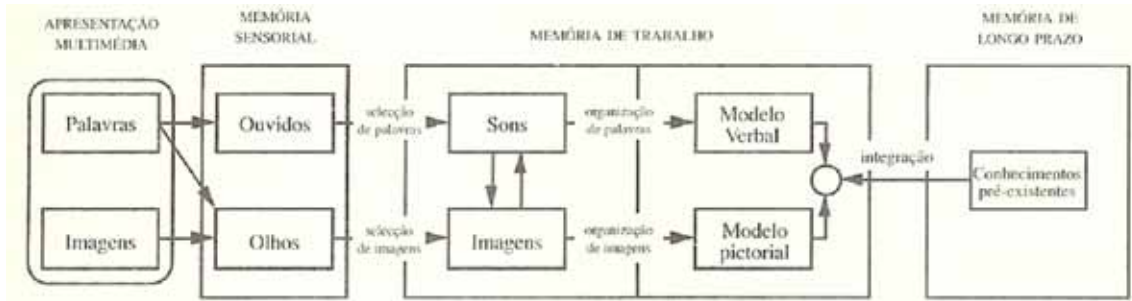 APRESENTAÇÃO
MULTIMÉDIA
MEMÓRIA
SENSORIAL
MEMÓRIA DE TRABALHO
MEMÓRIA DE
LONGO PRAZO
Palavras
Ouvidos
selecção
de palavras
Sons
organização
de palavras
Modelo
Verbal
integração
Conhecimentos
pré-existentes
Imagens
Olhos
selecção
de imagens
Imagens
organização
de imagens
Modelo
pictorial